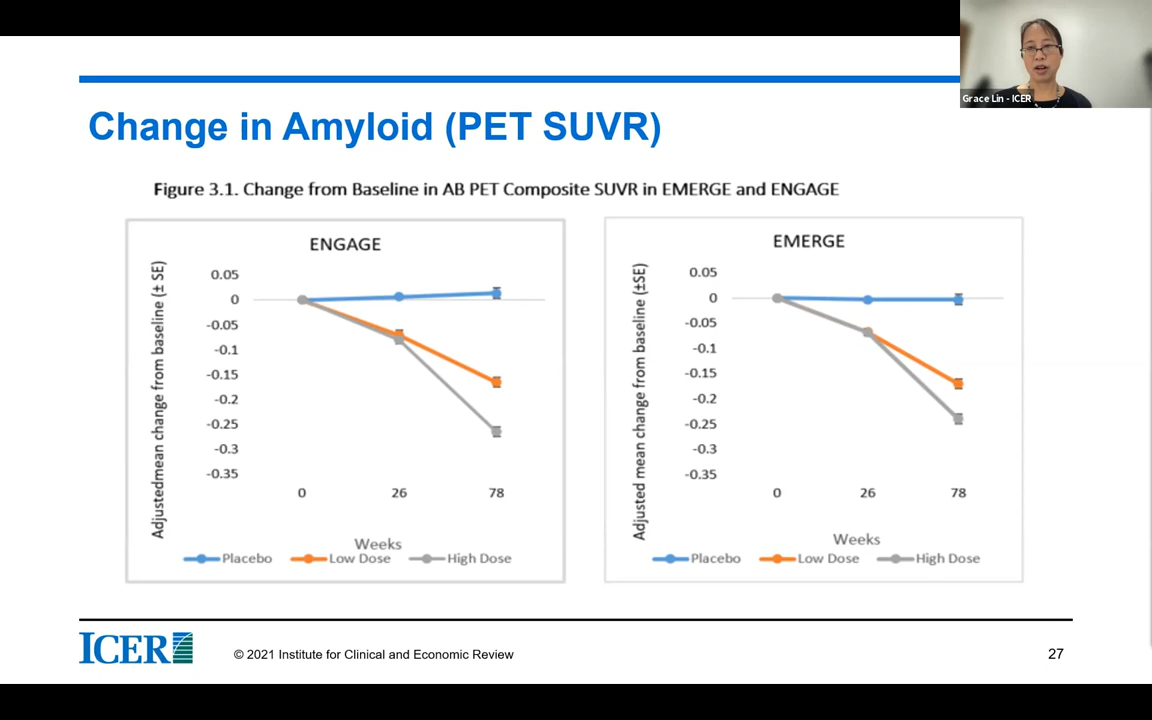 Grace Lin - ICER
Change in Amyloid (PET SUVR)
Figure 3.1. Change from Baseline in AB PET Composite SUVR in EMERGE and ENGAGE
ENGAGE
Adjustedmean change from baseline (± SE)
0.05
0
-0.05
-0.1
-0.15
-0.2
-0.25
-0.3
-0.35
0 26 78
Weeks
Placebo Low Dose High Dose
EMERGE
Adjusted mean change from baseline (±SE)
0.05
0
-0.05
-0.1
-0.15
-0.2
-0.25
-0.3
-0.35
0 26 78
Weeks
Placebo Low Dose High Dose
ICER
© 2021 Institute for Clinical and Economic Review
27